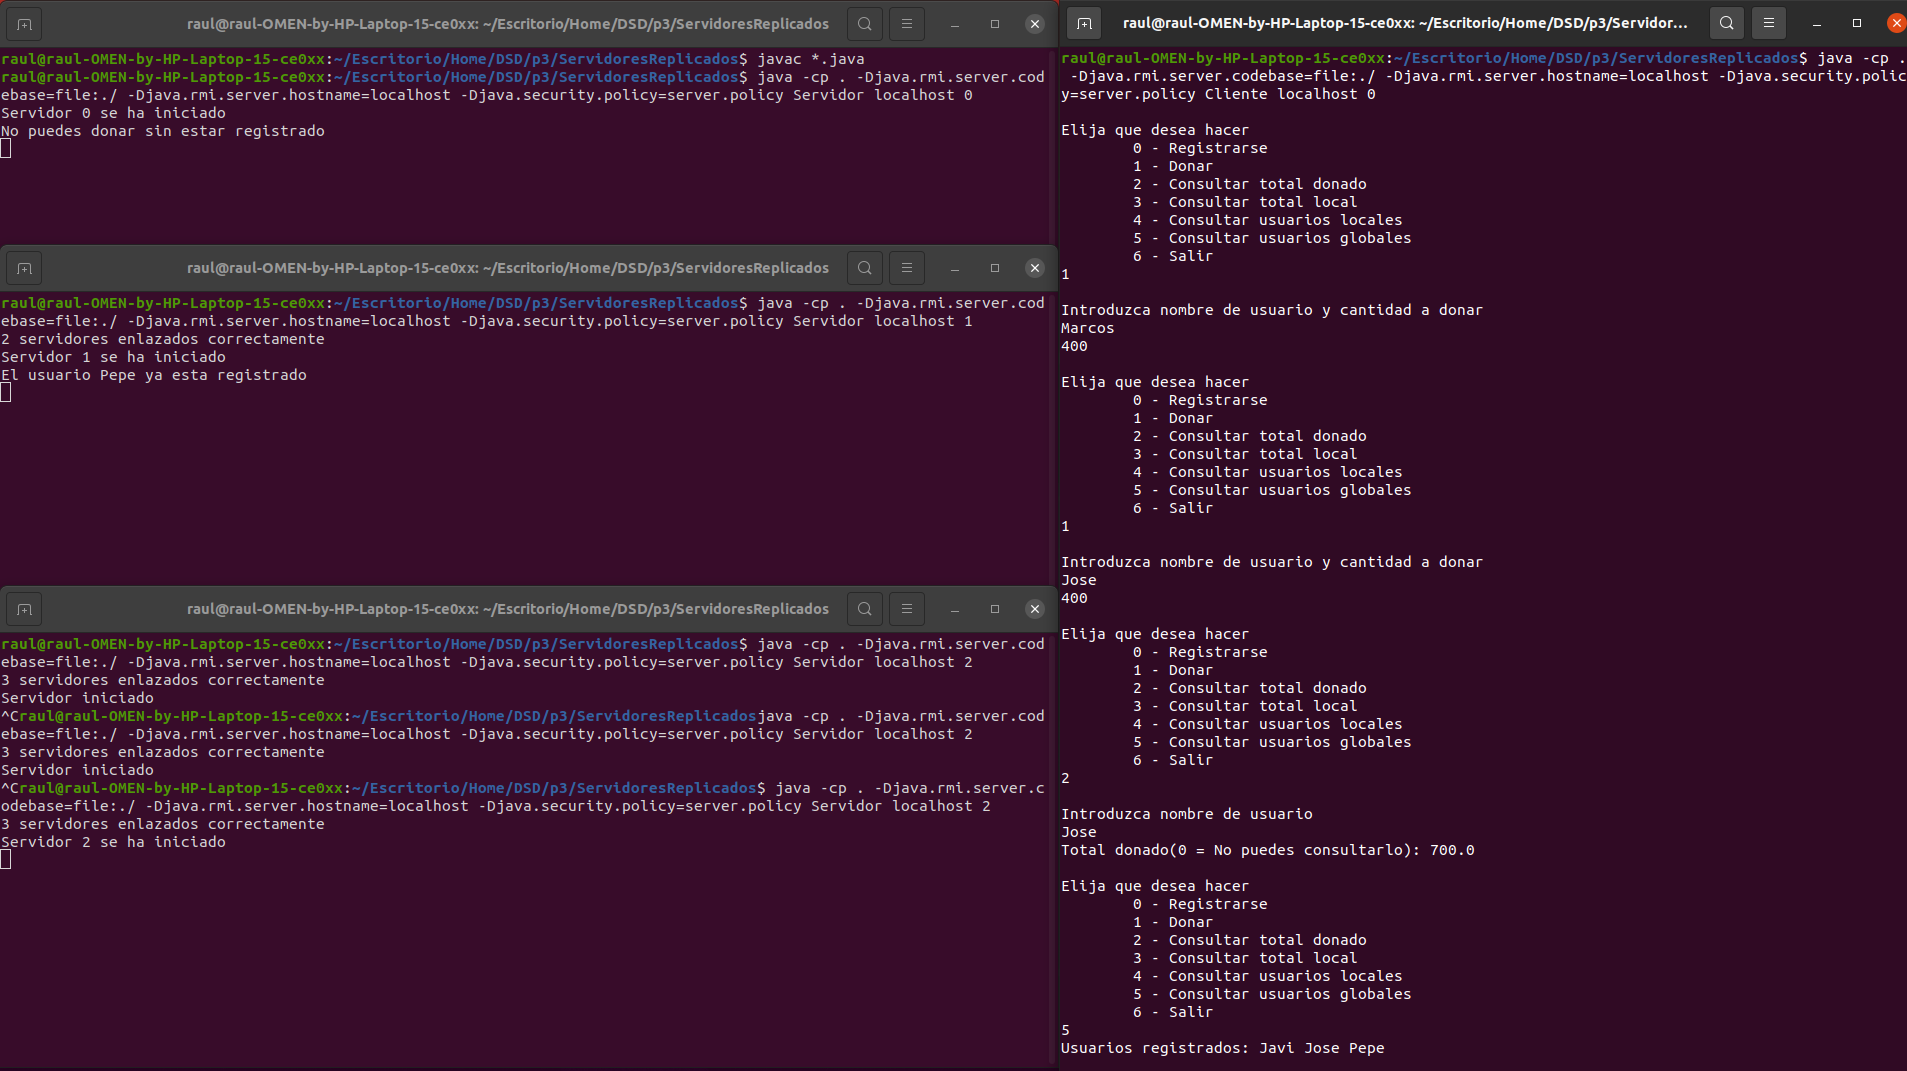 raul@raul-OMEN-by-HP-Laptop-15-ce0xx: ~/Escritorio/Home/DSD/p3/ServidoresReplicados
raul@raul-OMEN-by-HP-Laptop-15-ce0xx:~/Escritorio/Home/DSD/p3/ServidoresReplicados$ javac *.java
raul@raul-OMEN-by-HP-Laptop-15-ce0xx:~/Escritorio/Home/DSD/p3/ServidoresReplicados$ java -cp . -Djava.rmi.server.cod
ebase=file:./ -Djava.rmi.server.hostname=localhost -Djava.security.policy=server.policy Servidor localhost 0
Servidor 0 se ha iniciado
No puedes donar sin estar registrado
raul@raul-OMEN-by-HP-Laptop-15-ce0xx: ~/Escritorio/Home/DSD/p3/ServidoresReplicados
raul@raul-OMEN-by-HP-Laptop-15-ce0xx:~/Escritorio/Home/DSD/p3/ServidoresReplicados$ java -cp . -Djava.rmi.server.cod
ebase=file:./ -Djava.rmi.server.hostname=localhost -Djava.security.policy=server.policy Servidor localhost 1
2 servidores enlazados correctamente
Servidor 1 se ha iniciado
El usuario Pepe ya esta registrado
raul@raul-OMEN-by-HP-Laptop-15-ce0xx: ~/Escritorio/Home/DSD/p3/ServidoresReplicados
raul@raul-OMEN-by-HP-Laptop-15-ce0xx:~/Escritorio/Home/DSD/p3/ServidoresReplicados$ java -cp . -Djava.rmi.server.cod
ebase=file:./ -Djava.rmi.server.hostname=localhost -Djava.security.policy=server.policy Servidor localhost 2
3 servidores enlazados correctamente
Servidor iniciado
^Craul@raul-OMEN-by-HP-Laptop-15-ce0xx:~/Escritorio/Home/DSD/p3/ServidoresReplicadosjava -cp . -Djava.rmi.server.cod
ebase=file:./ -Djava.rmi.server.hostname=localhost -Djava.security.policy=server.policy Servidor localhost 2
3 servidores enlazados correctamente
Servidor iniciado
^Craul@raul-OMEN-by-HP-Laptop-15-ce0xx:~/Escritorio/Home/DSD/p3/ServidoresReplicados$ java -cp . -Djava.rmi.server.c
odebase=file:./ -Djava.rmi.server.hostname=localhost -Djava.security.policy=server.policy Servidor localhost 2
3 servidores enlazados correctamente
Servidor 2 se ha iniciado
raul@raul-OMEN-by-HP-Laptop-15-ce0xx: ~/Escritorio/Home/DSD/p3/Servidor...
raul@raul-OMEN-by-HP-Laptop-15-ce0xx:~/Escritorio/Home/DSD/p3/ServidoresReplicados$ java -cp .
-Djava.rmi.server.codebase=file:./ -Djava.rmi.server.hostname=localhost -Djava.security.polic
y=server.policy Cliente localhost 0
Elija que desea hacer
0 - Registrarse
1 - Donar
2 - Consultar total donado
3 - Consultar total local
4 - Consultar usuarios locales
5 - Consultar usuarios globales
6 - Salir
1
Introduzca nombre de usuario y cantidad a donar
Marcos
400
Elija que desea hacer
0 - Registrarse
1 - Donar
2 - Consultar total donado
3 - Consultar total local
4 - Consultar usuarios locales
5 - Consultar usuarios globales
6 - Salir
1
Introduzca nombre de usuario y cantidad a donar
Jose
400
Elija que desea hacer
0 - Registrarse
1 - Donar
2 - Consultar total donado
3 - Consultar total local
4 - Consultar usuarios locales
5 - Consultar usuarios globales
6 - Salir
2
Introduzca nombre de usuario
Jose
Total donado(0 = No puedes consultarlo): 700.0
Elija que desea hacer
0 - Registrarse
1 - Donar
2 - Consultar total donado
3 - Consultar total local
4 - Consultar usuarios locales
5 - Consultar usuarios globales
6 - Salir
5
Usuarios registrados: Javi Jose Pepe